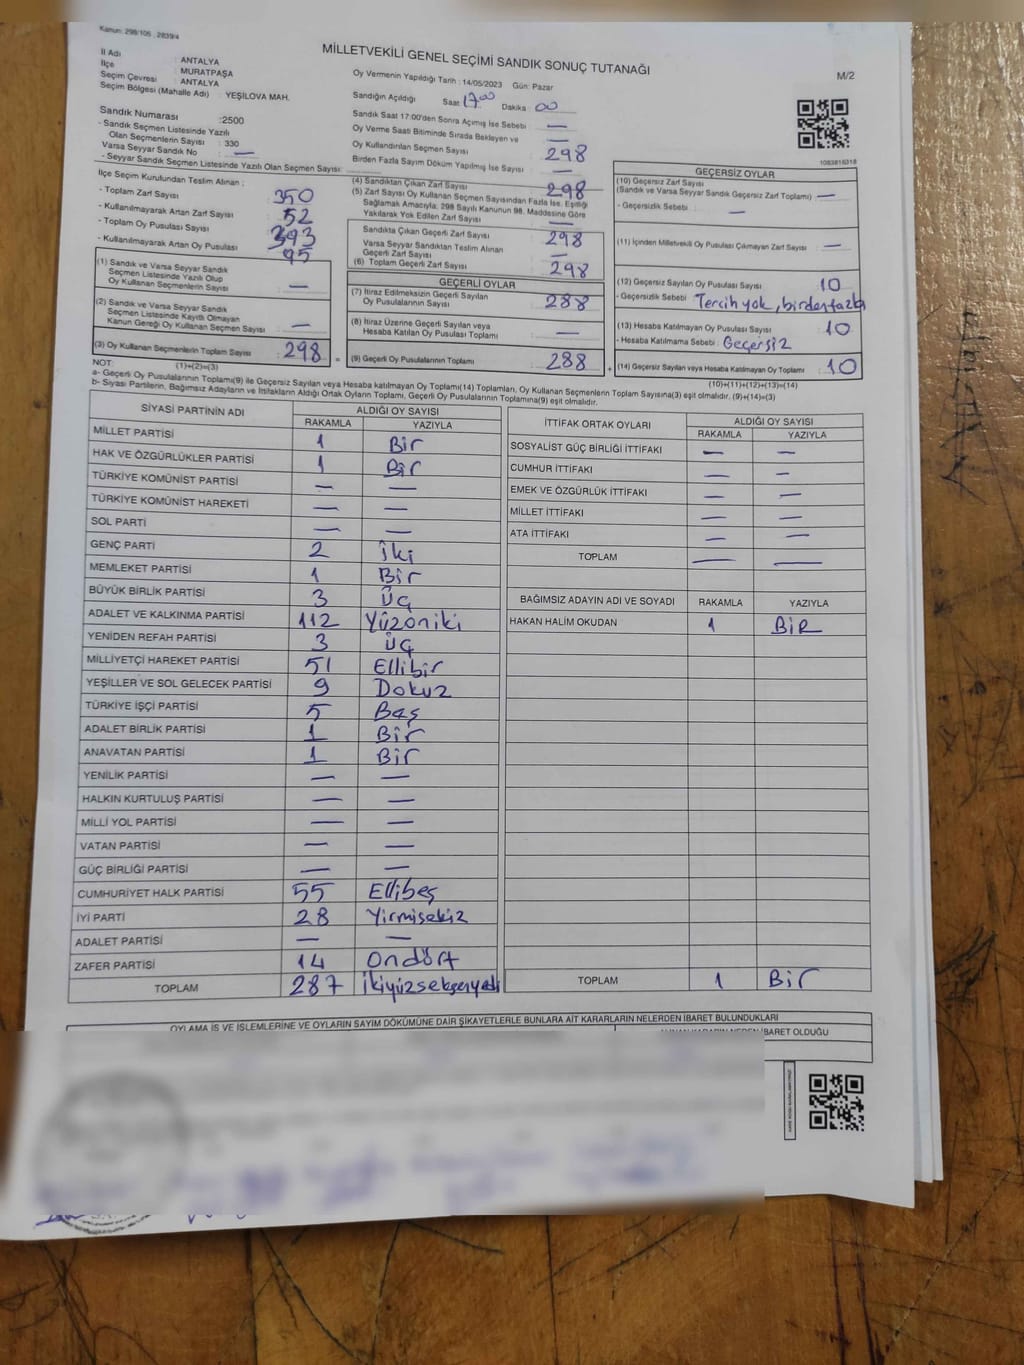 Kanun: 298/105 , 2839/4
MİLLETVEKİLİ GENEL SEÇİMİ SANDIK SONUÇ TUTANAĞI
M/2
İl Adı : ANTALYA
İlçe : MURATPAŞA
Seçim Çevresi : ANTALYA
Seçim Bölgesi (Mahalle Adı) : YEŞİLOVA MAH.
Sandık Numarası :2500
- Sandık Seçmen Listesinde Yazılı
Olan Seçmenlerin Sayısı : 330
Varsa Seyyar Sandık No : —
- Seyyar Sandık Seçmen Listesinde Yazılı Olan Seçmen Sayısı:
Oy Vermenin Yapıldığı Tarih : 14/05/2023 Gün: Pazar
Sandığın Açıldığı Saat : 17 00 Dakika : 00
Sandık Saat 17:00'den Sonra Açılmış İse Sebebi : —
Oy Verme Saati Bitiminde Sırada Bekleyen ve : —
Oy Kullandırılan Seçmen Sayısı : 298
Birden Fazla Sayım Döküm Yapılmış İse Sayısı : —
1083816318
İlçe Seçim Kurulundan Teslim Alınan ;
- Toplam Zarf Sayısı : 350
- Kullanılmayarak Artan Zarf Sayısı : 52
- Toplam Oy Pusulası Sayısı : 393
- Kullanılmayarak Artan Oy Pusulası : 95
(1) Sandık ve Varsa Seyyar Sandık
Seçmen Listesinde Yazılı Olup
Oy Kullanan Seçmenlerin Sayısı : —
(2) Sandık ve Varsa Seyyar Sandık
Seçmen Listesinde Kayıtlı Olmayan
Kanun Gereği Oy Kullanan Seçmen Sayısı : —
(3) Oy Kullanan Seçmenlerin Toplam Sayısı : 298
(1)+(2)=(3)
(4) Sandıktan Çıkan Zarf Sayısı : 298
(5) Zarf Sayısı Oy Kullanan Seçmen Sayısından Fazla İse, Eşitliği
Sağlamak Amacıyla; 298 Sayılı Kanunun 98. Maddesine Göre
Yakılarak Yok Edilen Zarf Sayısı : —
Sandıkta Çıkan Geçerli Zarf Sayısı : 298
Varsa Seyyar Sandıktan Teslim Alınan
Geçerli Zarf Sayısı : —
(6) Toplam Geçerli Zarf Sayısı : 298
GEÇERLİ OYLAR
(7) İtiraz Edilmeksizin Geçerli Sayılan
Oy Pusulalarının Sayısı : 288
(8) İtiraz Üzerine Geçerli Sayılan veya
Hesaba Katılan Oy Pusulası Toplamı : —
= (9) Geçerli Oy Pusulalarının Toplamı : 288
GEÇERSİZ OYLAR
(10) Geçersiz Zarf Sayısı
(Sandık ve Varsa Seyyar Sandık Geçersiz Zarf Toplamı) : —
- Geçersizlik Sebebi : —
(11) İçinden Milletvekili Oy Pusulası Çıkmayan Zarf Sayısı : —
(12) Geçersiz Sayılan Oy Pusulası Sayısı : 10
- Geçersizlik Sebebi : Tercih yok, birden fazla
(13) Hesaba Katılmayan Oy Pusulası Sayısı : 10
- Hesaba Katılmama Sebebi : Geçersiz
+ (14) Geçersiz Sayılan veya Hesaba Katılmayan Oy Toplamı : 10
(10)+(11)+(12)+(13)=(14)
NOT:
a- Geçerli Oy Pusulalarının Toplamı(9) ile Geçersiz Sayılan veya Hesaba katılmayan Oy Toplamı(14) Toplamları, Oy Kullanan Seçmenlerin Toplam Sayısına(3) eşit olmalıdır. (9)+(14)=(3)
b- Siyasi Partilerin, Bağımsız Adayların ve İttifakların Aldığı Ortak Oyların Toplamı, Geçerli Oy Pusulalarının Toplamına(9) eşit olmalıdır.
SİYASİ PARTİNİN ADI ALDIĞI OY SAYISI
RAKAMLA YAZIYLA
MİLLET PARTİSİ 1 Bir
HAK VE ÖZGÜRLÜKLER PARTİSİ 1 Bir
TÜRKİYE KOMÜNİST PARTİSİ — —
TÜRKİYE KOMÜNİST HAREKETİ — —
SOL PARTİ — —
GENÇ PARTİ 2 İki
MEMLEKET PARTİSİ 1 Bir
BÜYÜK BİRLİK PARTİSİ 3 Üç
ADALET VE KALKINMA PARTİSİ 112 Yüzoniki
YENİDEN REFAH PARTİSİ 3 Üç
MİLLİYETÇİ HAREKET PARTİSİ 51 Ellibir
YEŞİLLER VE SOL GELECEK PARTİSİ 9 Dokuz
TÜRKİYE İŞÇİ PARTİSİ 5 Beş
ADALET BİRLİK PARTİSİ 1 Bir
ANAVATAN PARTİSİ 1 Bir
YENİLİK PARTİSİ — —
HALKIN KURTULUŞ PARTİSİ — —
MİLLİ YOL PARTİSİ — —
VATAN PARTİSİ — —
GÜÇ BİRLİĞİ PARTİSİ — —
CUMHURİYET HALK PARTİSİ 55 Ellibeş
İYİ PARTİ 28 Yirmisekiz
ADALET PARTİSİ — —
ZAFER PARTİSİ 14 Ondört
TOPLAM 287 İkiyüzseksenyedi
İTTİFAK ORTAK OYLARI ALDIĞI OY SAYISI
RAKAMLA YAZIYLA
SOSYALİST GÜÇ BİRLİĞİ İTTİFAKI — —
CUMHUR İTTİFAKI — —
EMEK VE ÖZGÜRLÜK İTTİFAKI — —
MİLLET İTTİFAKI — —
ATA İTTİFAKI — —
TOPLAM — —
BAĞIMSIZ ADAYIN ADI VE SOYADI RAKAMLA YAZIYLA
HAKAN HALİM OKUDAN 1 BİR
TOPLAM 1 Bir
OYLAMA İŞ VE İŞLEMLERİNE VE OYLARIN SAYIM DÖKÜMÜNE DAİR ŞİKAYETLERLE BUNLARA AİT KARARLARIN NELERDEN İBARET BULUNDUKLARI
ALINAN KARARIN NEDEN İBARET OLDUĞU